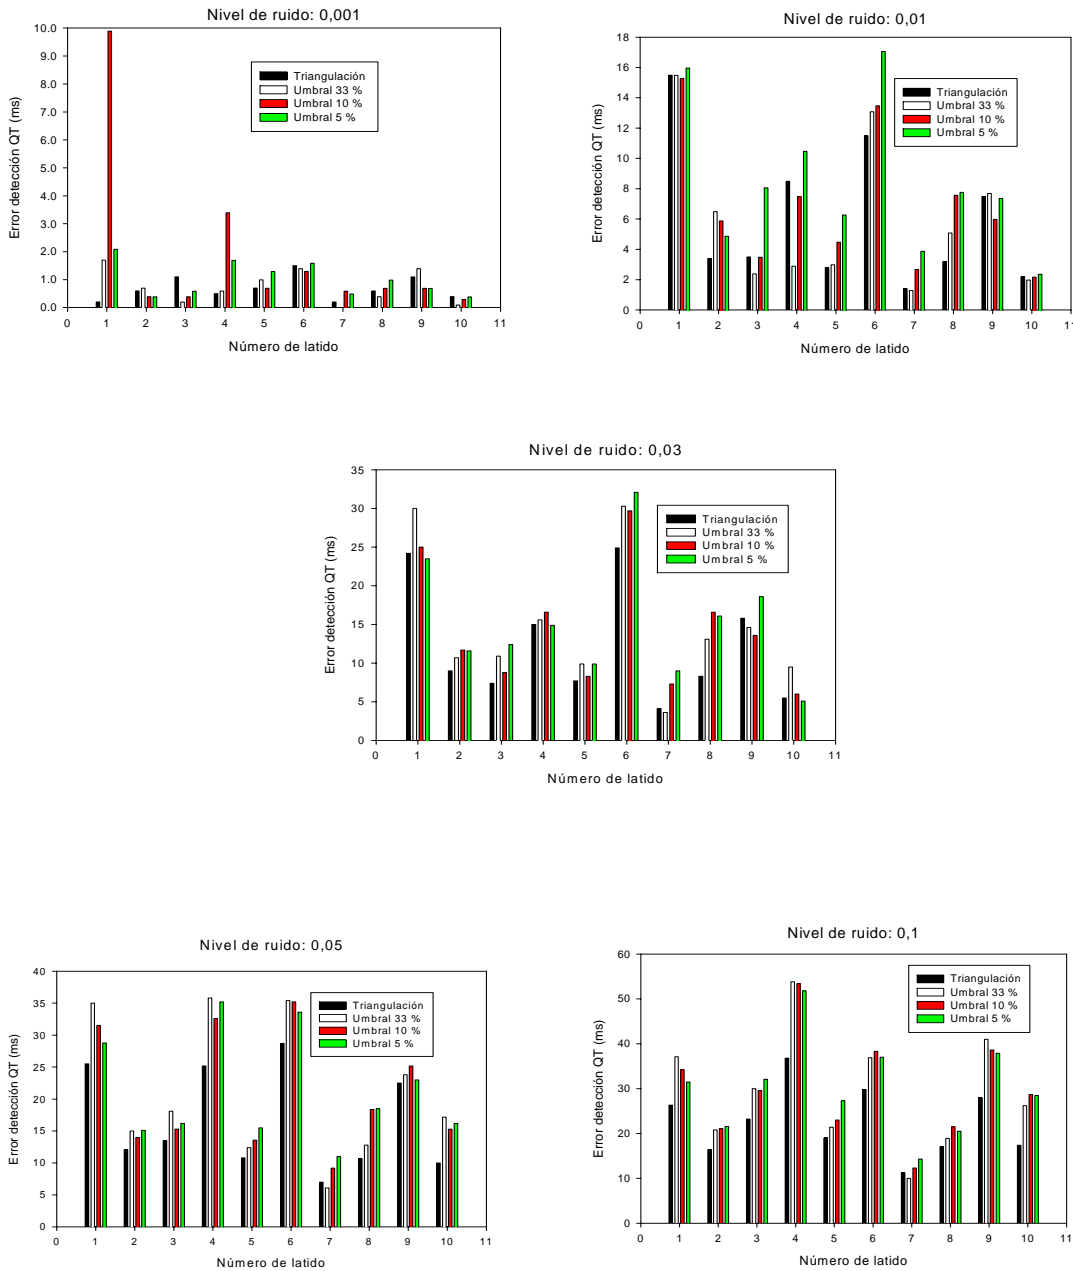 Nivel de ruido: 0,001
Error detección QT (ms)
10.0
9.0
8.0
7.0
6.0
5.0
4.0
3.0
2.0
1.0
0.0
Triangulación
Umbral 33 %
Umbral 10 %
Umbral 5 %
0 1 2 3 4 5 6 7 8 9 10 11
Número de latido
Nivel de ruido: 0,01
Error detección QT (ms)
18
16
14
12
10
8
6
4
2
0
Triangulación
Umbral 33 %
Umbral 10 %
Umbral 5 %
0 1 2 3 4 5 6 7 8 9 10 11
Número de latido
Nivel de ruido: 0,03
Error detección QT (ms)
35
30
25
20
15
10
5
0
Triangulación
Umbral 33 %
Umbral 10 %
Umbral 5 %
0 1 2 3 4 5 6 7 8 9 10 11
Número de latido
Nivel de ruido: 0,05
Error detección QT (ms)
40
35
30
25
20
15
10
5
0
Triangulación
Umbral 33 %
Umbral 10 %
Umbral 5 %
0 1 2 3 4 5 6 7 8 9 10 11
Número de latido
Nivel de ruido: 0,1
Error detección QT (ms)
60
50
40
30
20
10
0
Triangulación
Umbral 33 %
Umbral 10 %
Umbral 5 %
0 1 2 3 4 5 6 7 8 9 10 11
Número de latido